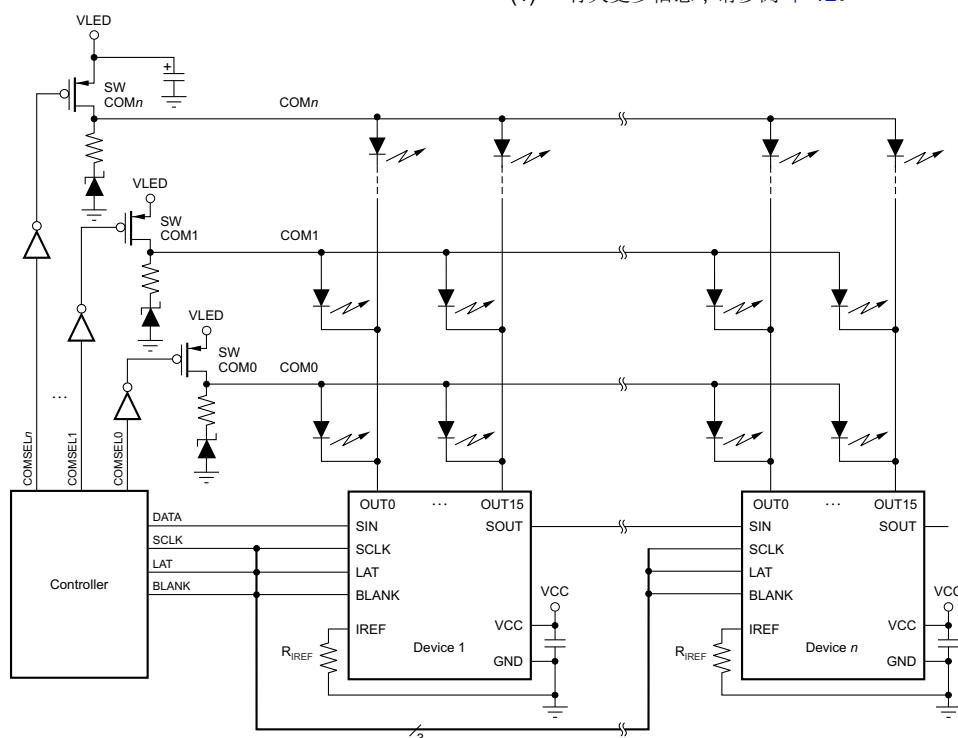 VLED
SW
COMn
COMn
VLED
SW
COM1
COM1
VLED
SW
COM0
COM0
...
COMSELn
COMSEL1
COMSEL0
OUT0 ... OUT15
OUT0 ... OUT15
DATA
SIN
SOUT
SIN
SOUT
SCLK
SCLK
SCLK
Controller
LAT
LAT
LAT
BLANK
BLANK
BLANK
VCC
VCC
IREF
VCC
IREF
VCC
RIREF
Device 1
RIREF
Device n
GND
GND